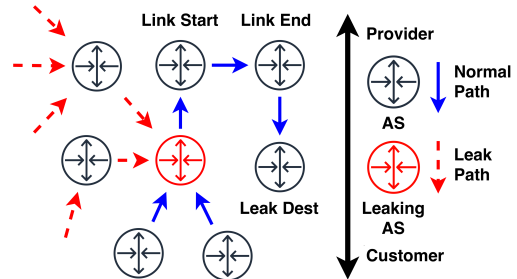 Link Start
Link End
Leak Dest
Provider
AS
Normal
Path
Leaking
AS
Leak
Path
Customer